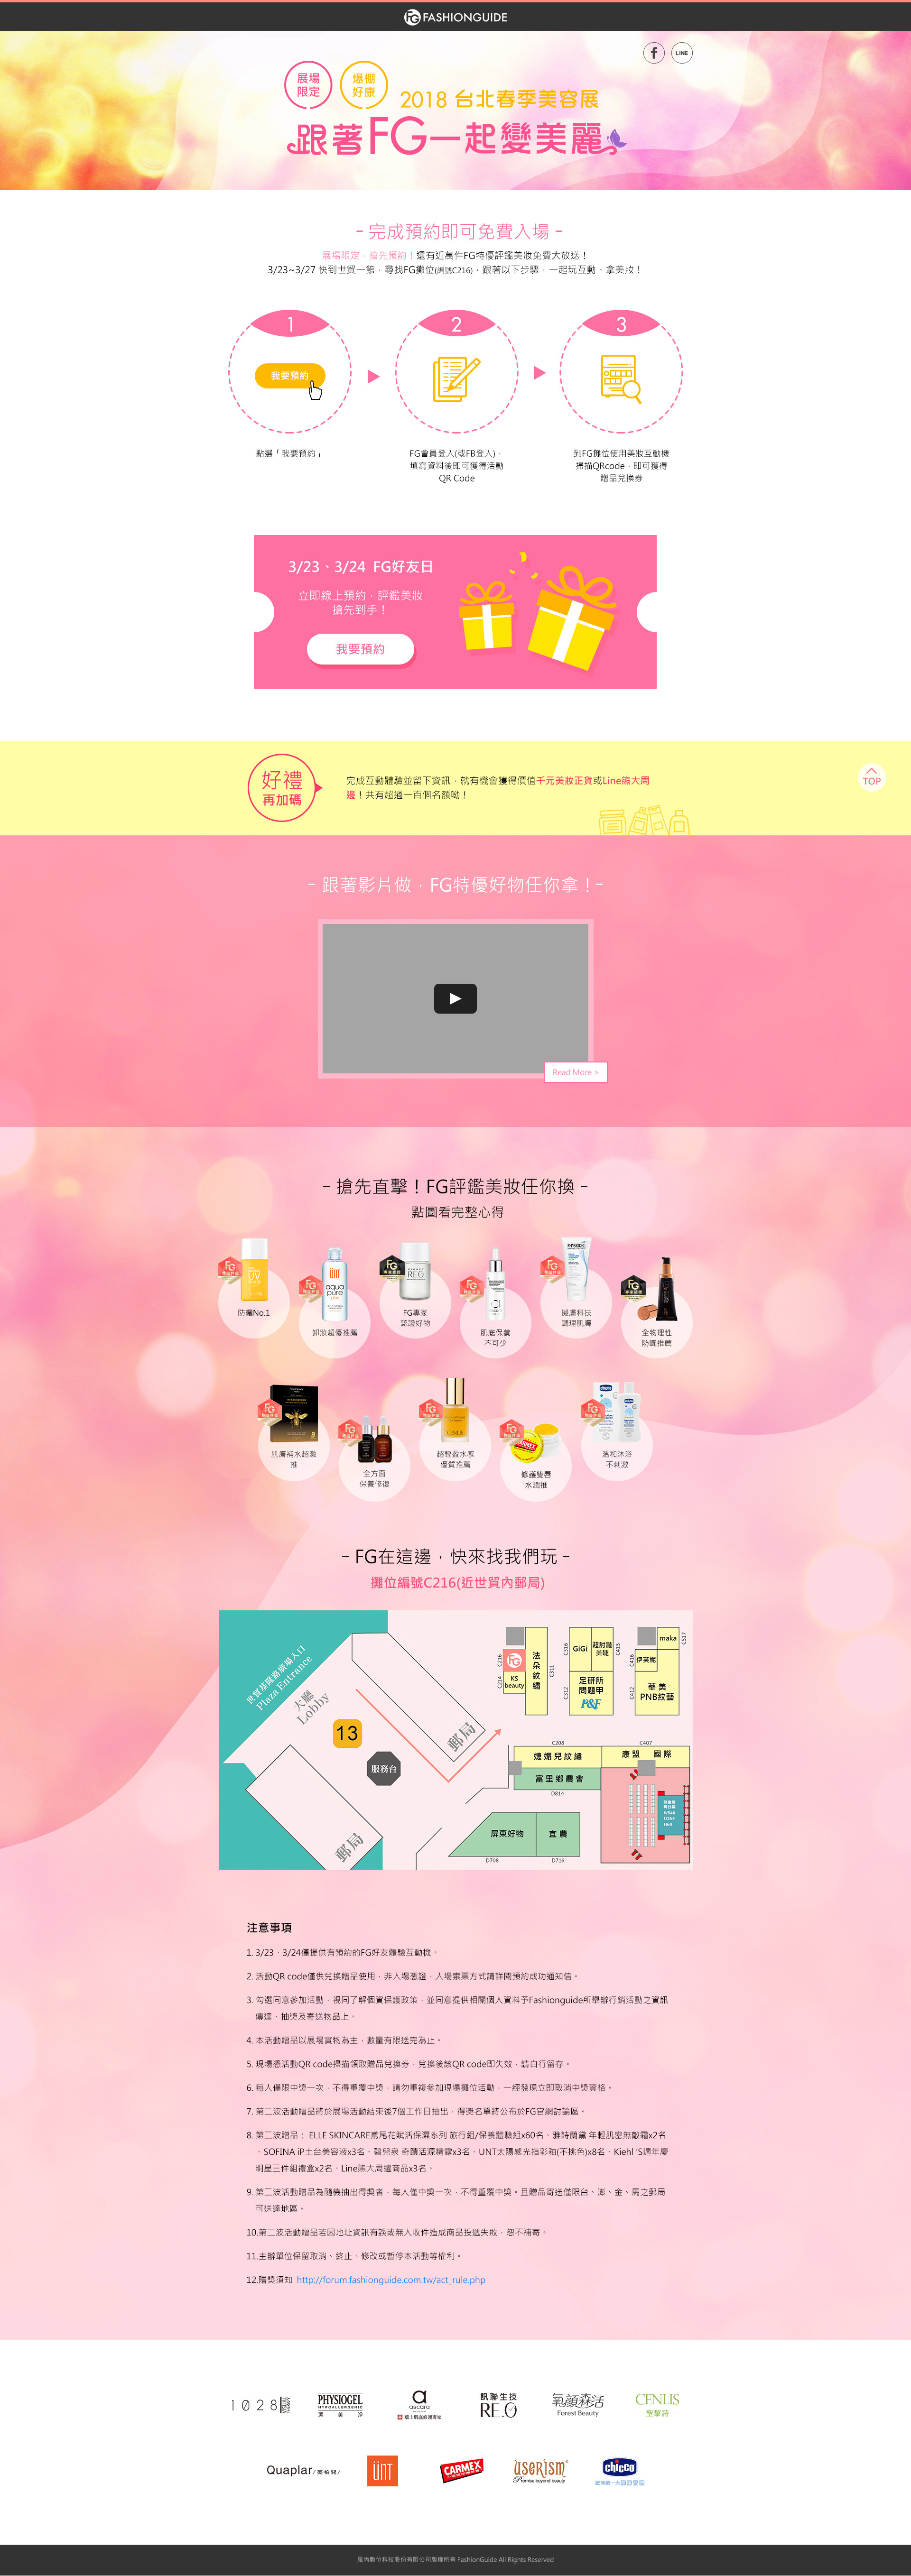 FG FASHIONGUIDE
LINE
展場
限定
爆棚
好康
2018 台北春季美容展
跟著FG一起變美麗
- 完成預約即可免費入場 -
展場限定，搶先預約！還有近萬件FG特優評鑑美妝免費大放送！
3/23~3/27 快到世貿一館，尋找FG攤位(編號C216)，跟著以下步驟，一起玩互動、拿美妝！
1
2
3
我要預約
點選「我要預約」
FG會員登入(或FB登入)，
填寫資料後即可獲得活動
QR Code
到FG攤位使用美妝互動機
掃描QRcode，即可獲得
贈品兌換券
3/23、3/24 FG好友日
立即線上預約，評鑑美妝
搶先到手！
我要預約
好禮
再加碼
完成互動體驗並留下資訊，就有機會獲得價值千元美妝正貨或Line熊大周
邊！共有超過一百個名額呦！
TOP
- 跟著影片做，FG特優好物任你拿！-
Read More >
- 搶先直擊！FG評鑑美妝任你換 -
點圖看完整心得
防曬No.1
卸妝超優推薦
FG專家
認證好物
肌底保養
不可少
擬膚科技
調理肌膚
全物理性
防曬推薦
肌膚補水超激
推
全方面
保養修復
超輕盈水感
優質推薦
修護雙唇
水潤推
溫和沐浴
不刺激
- FG在這邊，快來找我們玩 -
攤位編號C216(近世貿內郵局)
世貿基隆路廣場入口
Plaza Entrance
大廳
Lobby
郵局
13
服務台
郵局
C216
FG
C214
KS
beauty
法朵紋繡
C311
C316
GiGi
超封蝕
美睫
C415
C312
足研所
問題甲
P&F
maka
C517
C416
伊芙妮
C412
華美
PNB紋藝
C208
婕媚兒紋繡
C407
康盟 國際
富里鄉農會
D814
屏東好物
D708
宜農
D716
注意事項
1. 3/23、3/24僅提供有預約的FG好友體驗互動機。
2. 活動QR code僅供兌換贈品使用，非入場憑證，入場索票方式請詳閱預約成功通知信。
3. 勾選同意參加活動，視同了解個資保護政策，並同意提供相關個人資料予Fashionguide所舉辦行銷活動之資訊
傳達、抽獎及寄送物品上。
4. 本活動贈品以展場實物為主，數量有限送完為止。
5. 現場憑活動QR code掃描領取贈品兌換券，兌換後該QR code即失效，請自行留存。
6. 每人僅限中獎一次，不得重覆中獎，請勿重複參加現場攤位活動，一經發現立即取消中獎資格。
7. 第二波活動贈品將於展場活動結束後7個工作日抽出，得獎名單將公布於FG官網討論區。
8. 第二波贈品： ELLE SKINCARE鳶尾花賦活保濕系列 旅行組/保養體驗組x60名、雅詩蘭黛 年輕肌密無敵霜x2名
、SOFINA iP土台美容液x3名、碧兒泉 奇蹟活源精露x3名、UNT太陽感光指彩釉(不挑色)x8名、Kiehl 'S週年慶
明星三件組禮盒x2名、Line熊大周邊商品x3名。
9. 第二波活動贈品為隨機抽出得獎者，每人僅中獎一次，不得重覆中獎。且贈品寄送僅限台、澎、金、馬之郵局
可送達地區。
10.第二波活動贈品若因地址資訊有誤或無人收件造成商品投遞失敗，恕不補寄。
11.主辦單位保留取消、終止、修改或暫停本活動等權利。
12.贈獎須知 http://forum.fashionguide.com.tw/act_rule.php
1028
PHYSIOGEL
HYPOALLERGENIC
潔美淨
ascara
瑞士肌底修護專家
訊聯生技
RE.O
氧顏森活
Forest Beauty
CENLIS
聖擎詩
Quaplar/葵柏兒/
ÜNT
CARMEX
USERISM
Promise beyond beauty
chicco
風尚數位科技股份有限公司版權所有 FashionGuide All Rights Reserved